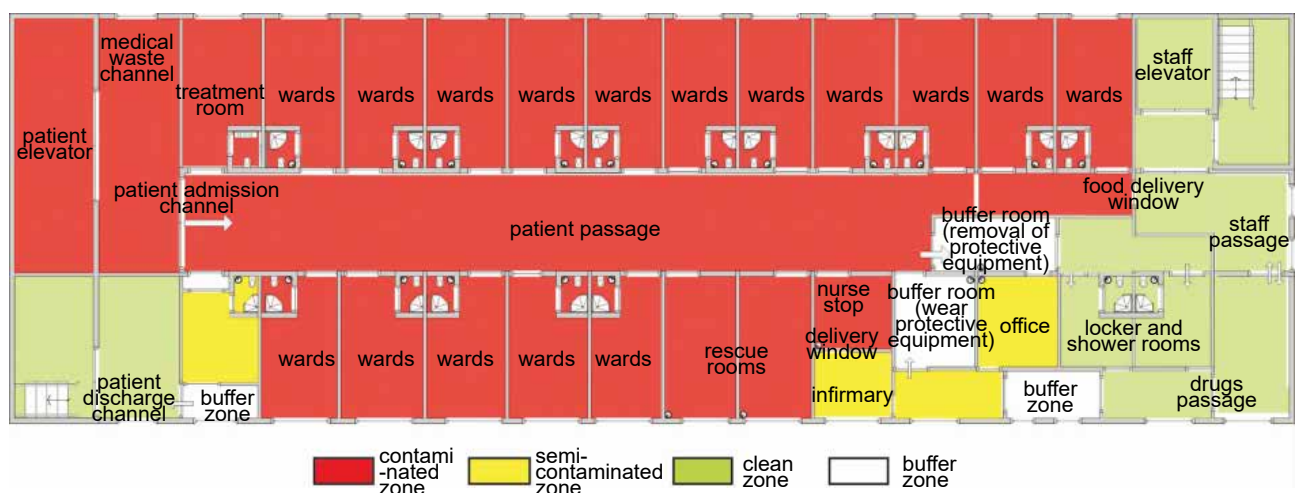 medical
waste
channel
treatment
room
wards
wards
wards
wards
wards
wards
wards
wards
wards
wards
wards
staff
elevator
patient
elevator
patient admission
channel
patient passage
food delivery
window
buffer room
(removal of
protective
equipment)
staff
passage
nurse
stop
delivery
window
buffer room
(wear
protective
equipment)
office
locker and
shower rooms
wards
wards
wards
wards
wards
rescue
rooms
infirmary
patient
discharge
channel
buffer
zone
buffer
zone
drugs
passage
contami
-nated
zone
semi-
contaminated
zone
clean
zone
buffer
zone